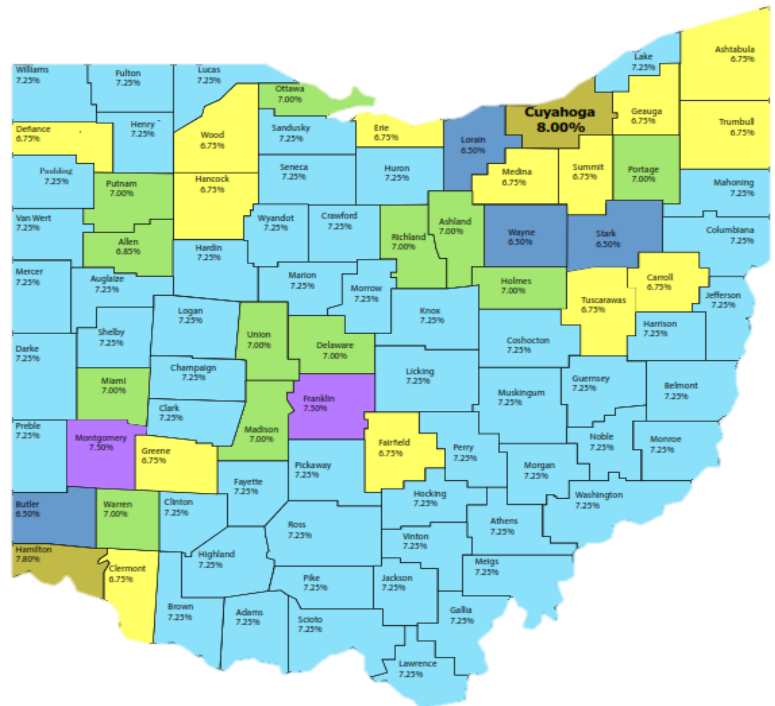 Williams
7.25%
Fulton
7.25%
Lucas
7.25%
Ottawa
7.00%
Lake
7.25%
Ashtabula
6.75%
Defiance
6.75%
Henry
7.25%
Wood
6.75%
Sandusky
7.25%
Erie
6.75%
Lorain
6.50%
Cuyahoga
8.00%
Geauga
6.75%
Trumbull
6.75%
Paulding
7.25%
Putnam
7.00%
Hancock
6.75%
Seneca
7.25%
Huron
7.25%
Medina
6.75%
Summit
6.75%
Portage
7.00%
Mahoning
7.25%
Van Wert
7.25%
Allen
6.85%
Hardin
7.25%
Wyandot
7.25%
Crawford
7.25%
Richland
7.00%
Ashland
7.00%
Wayne
6.50%
Stark
6.50%
Columbiana
7.25%
Mercer
7.25%
Auglaize
7.25%
Marion
7.25%
Morrow
7.25%
Holmes
7.00%
Tuscarawas
6.75%
Carroll
6.75%
Jefferson
7.25%
Darke
7.25%
Shelby
7.25%
Logan
7.25%
Union
7.00%
Delaware
7.00%
Knox
7.25%
Coshocton
7.25%
Harrison
7.25%
Miami
7.00%
Champaign
7.25%
Franklin
7.50%
Licking
7.25%
Muskingum
7.25%
Guernsey
7.25%
Belmont
7.25%
Preble
7.25%
Montgomery
7.50%
Clark
7.25%
Madison
7.00%
Fairfield
6.75%
Perry
7.25%
Morgan
7.25%
Noble
7.25%
Monroe
7.25%
Greene
6.75%
Fayette
7.25%
Pickaway
7.25%
Hocking
7.25%
Washington
7.25%
Butler
6.50%
Warren
7.00%
Clinton
7.25%
Ross
7.25%
Vinton
7.25%
Athens
7.25%
Hamilton
7.80%
Clermont
6.75%
Highland
7.25%
Pike
7.25%
Jackson
7.25%
Meigs
7.25%
Brown
7.25%
Adams
7.25%
Scioto
7.25%
Gallia
7.25%
Lawrence
7.25%